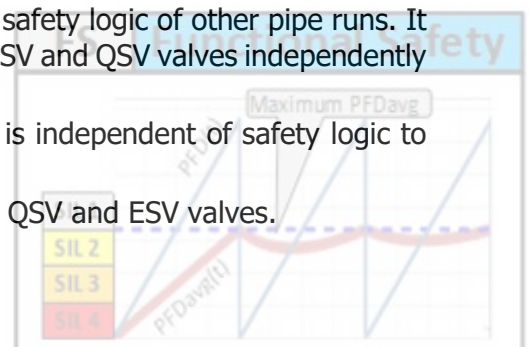 safety logic of other pipe runs. It
FS Functional Safety
SV and QSV valves independently
Maximum PFDavg
is independent of safety logic to
PFD(t)
QSV and ESV valves.
SIL 2
SIL 3
SIL 4
PFDavg(t)